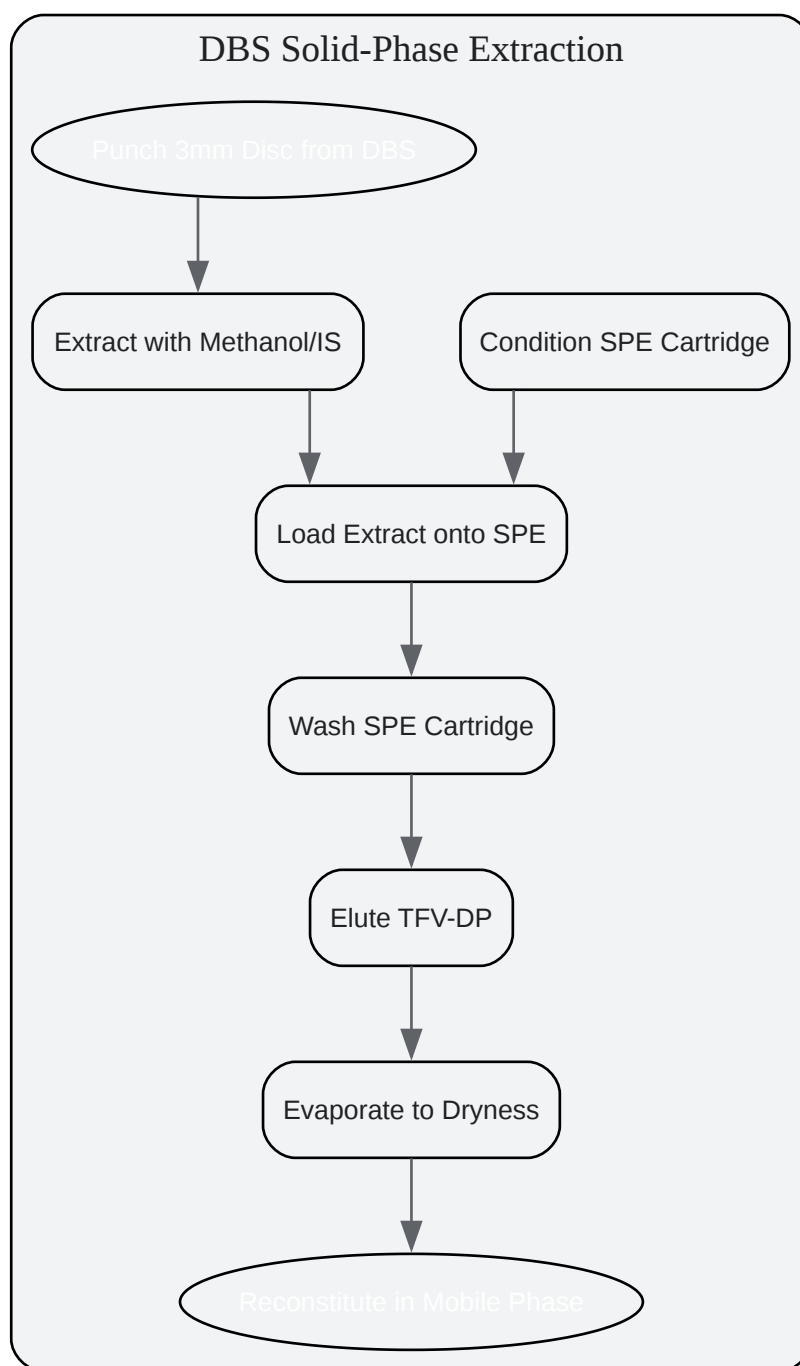 DBS Solid-Phase Extraction
Punch 3mm Disc from DBS
Extract with Methanol/IS
Condition SPE Cartridge
Load Extract onto SPE
Wash SPE Cartridge
Elute TFV-DP
Evaporate to Dryness
Reconstitute in Mobile Phase